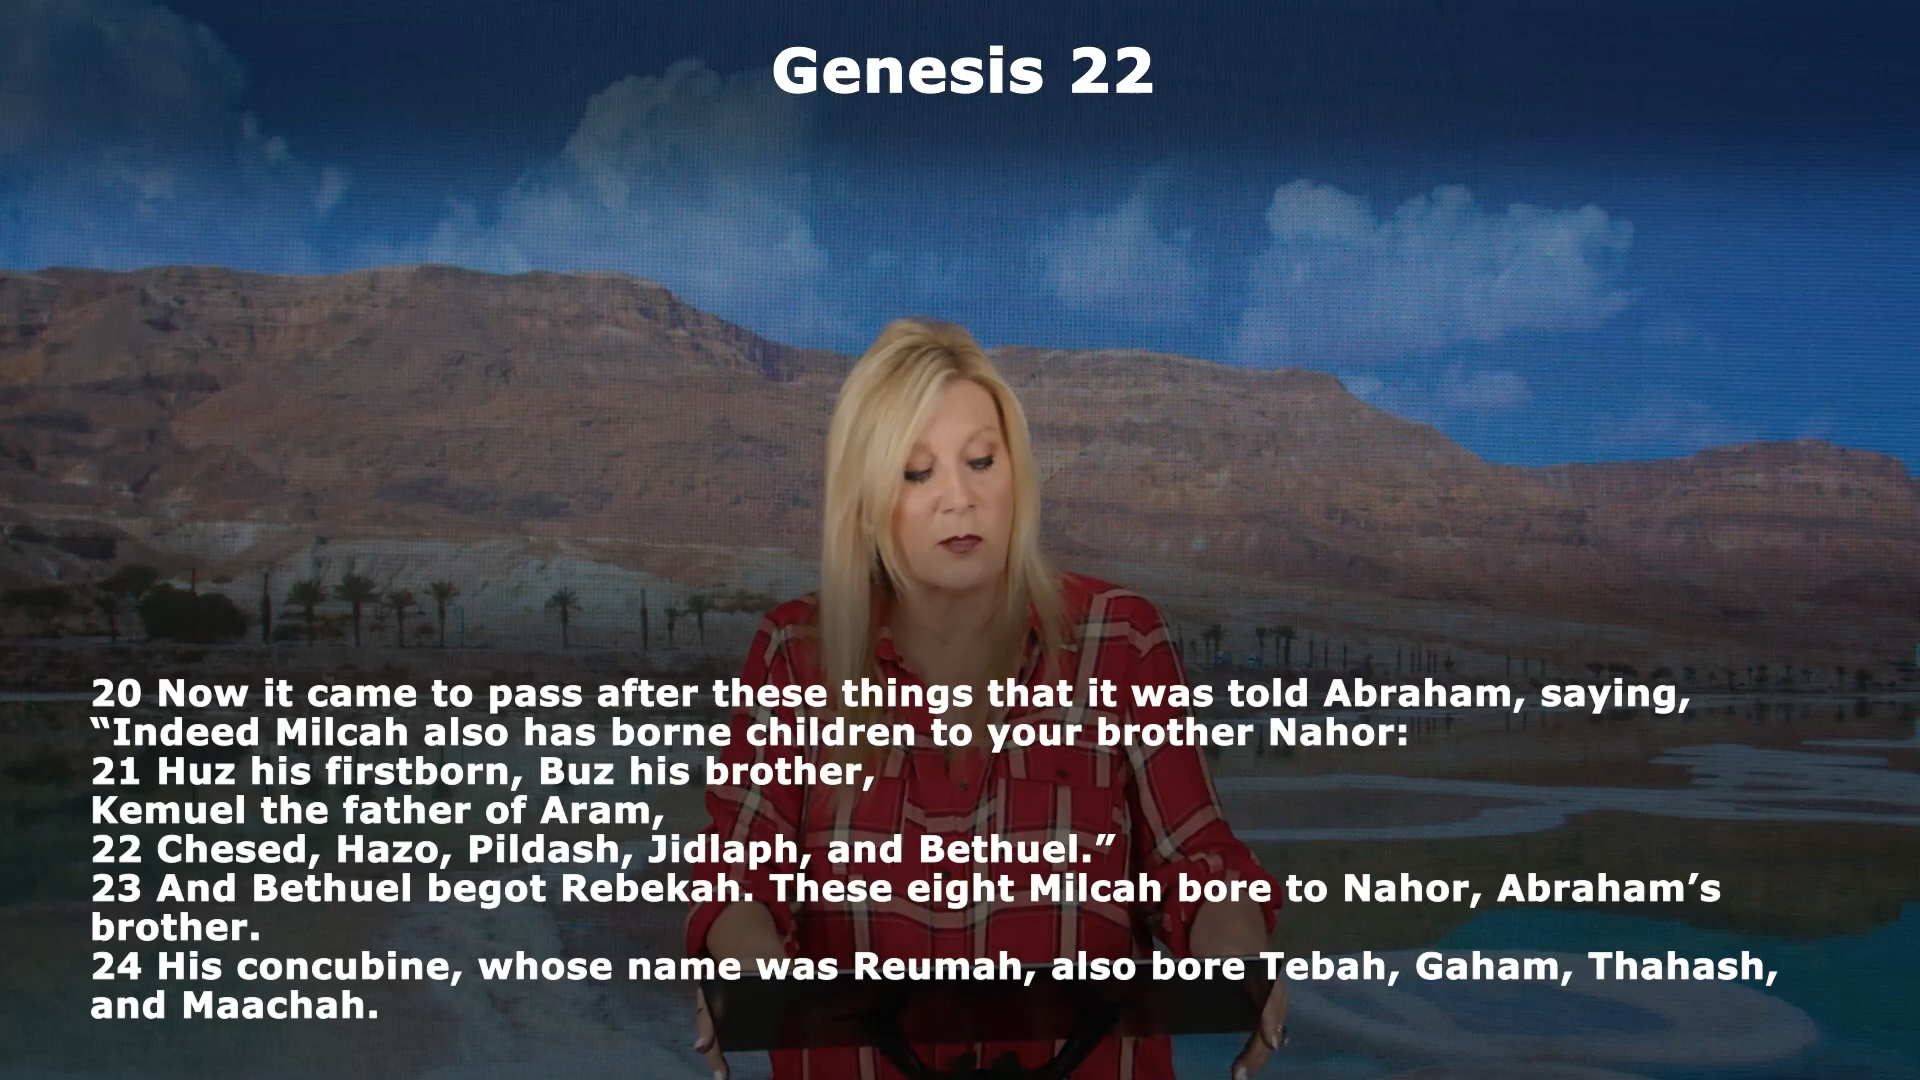 Genesis 22
20 Now it came to pass after these things that it was told Abraham, saying,
“Indeed Milcah also has borne children to your brother Nahor:
21 Huz his firstborn, Buz his brother,
Kemuel the father of Aram,
22 Chesed, Hazo, Pildash, Jidlaph, and Bethuel.”
23 And Bethuel begot Rebekah. These eight Milcah bore to Nahor, Abraham’s
brother.
24 His concubine, whose name was Reumah, also bore Tebah, Gaham, Thahash,
and Maachah.